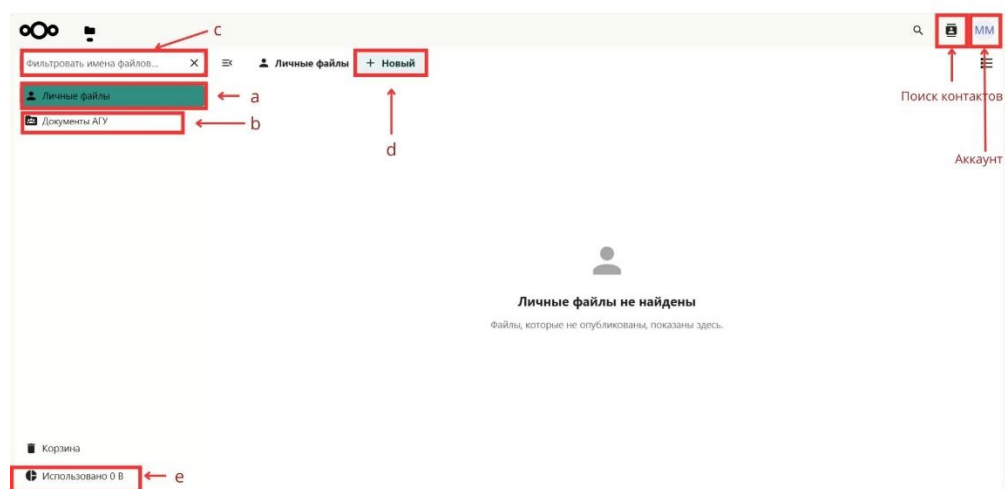 c
MM
Фильтровать имена файлов...
Личные файлы
+ Новый
Личные файлы
a
Поиск контактов
Документы АГУ
b
d
Аккаунт
Личные файлы не найдены
Файлы, которые не опубликованы, показаны здесь.
Корзина
Использовано 0 B
e